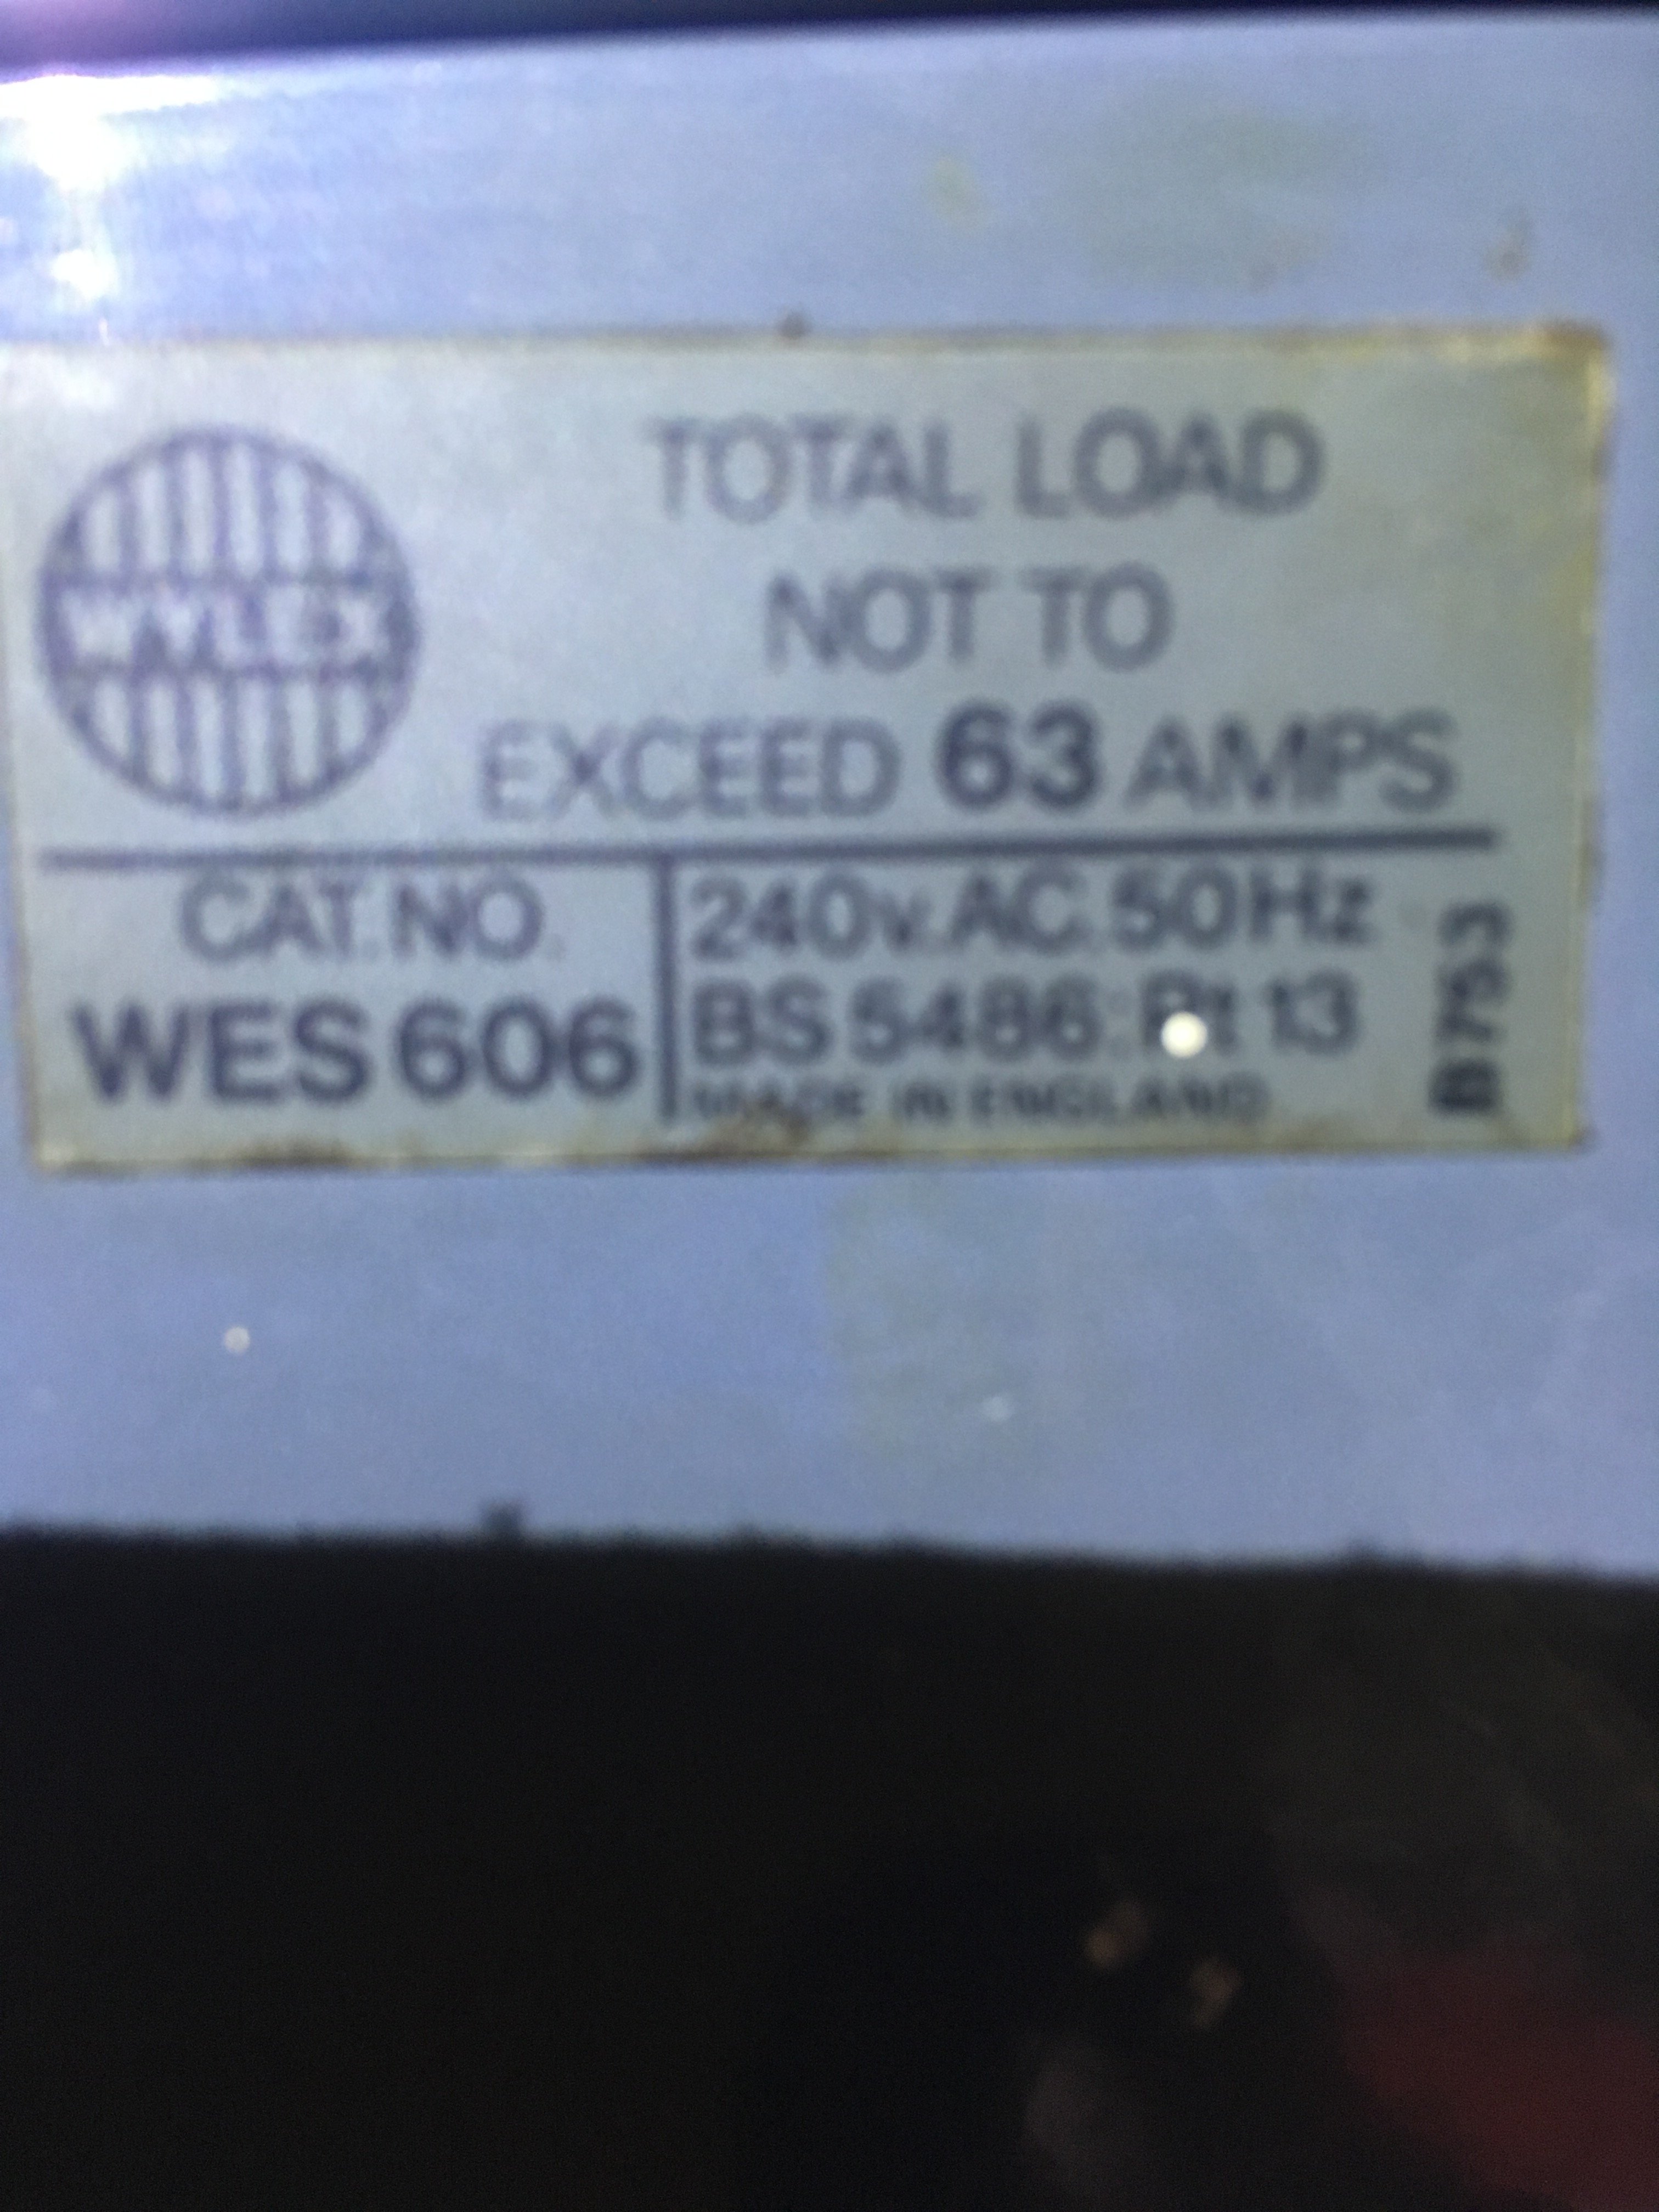 WYLEX
TOTAL LOAD
NOT TO
EXCEED 63 AMPS
CAT. NO.
WES 606
240v. AC. 50Hz
BS 5486: Pt 13
MADE IN ENGLAND
B753